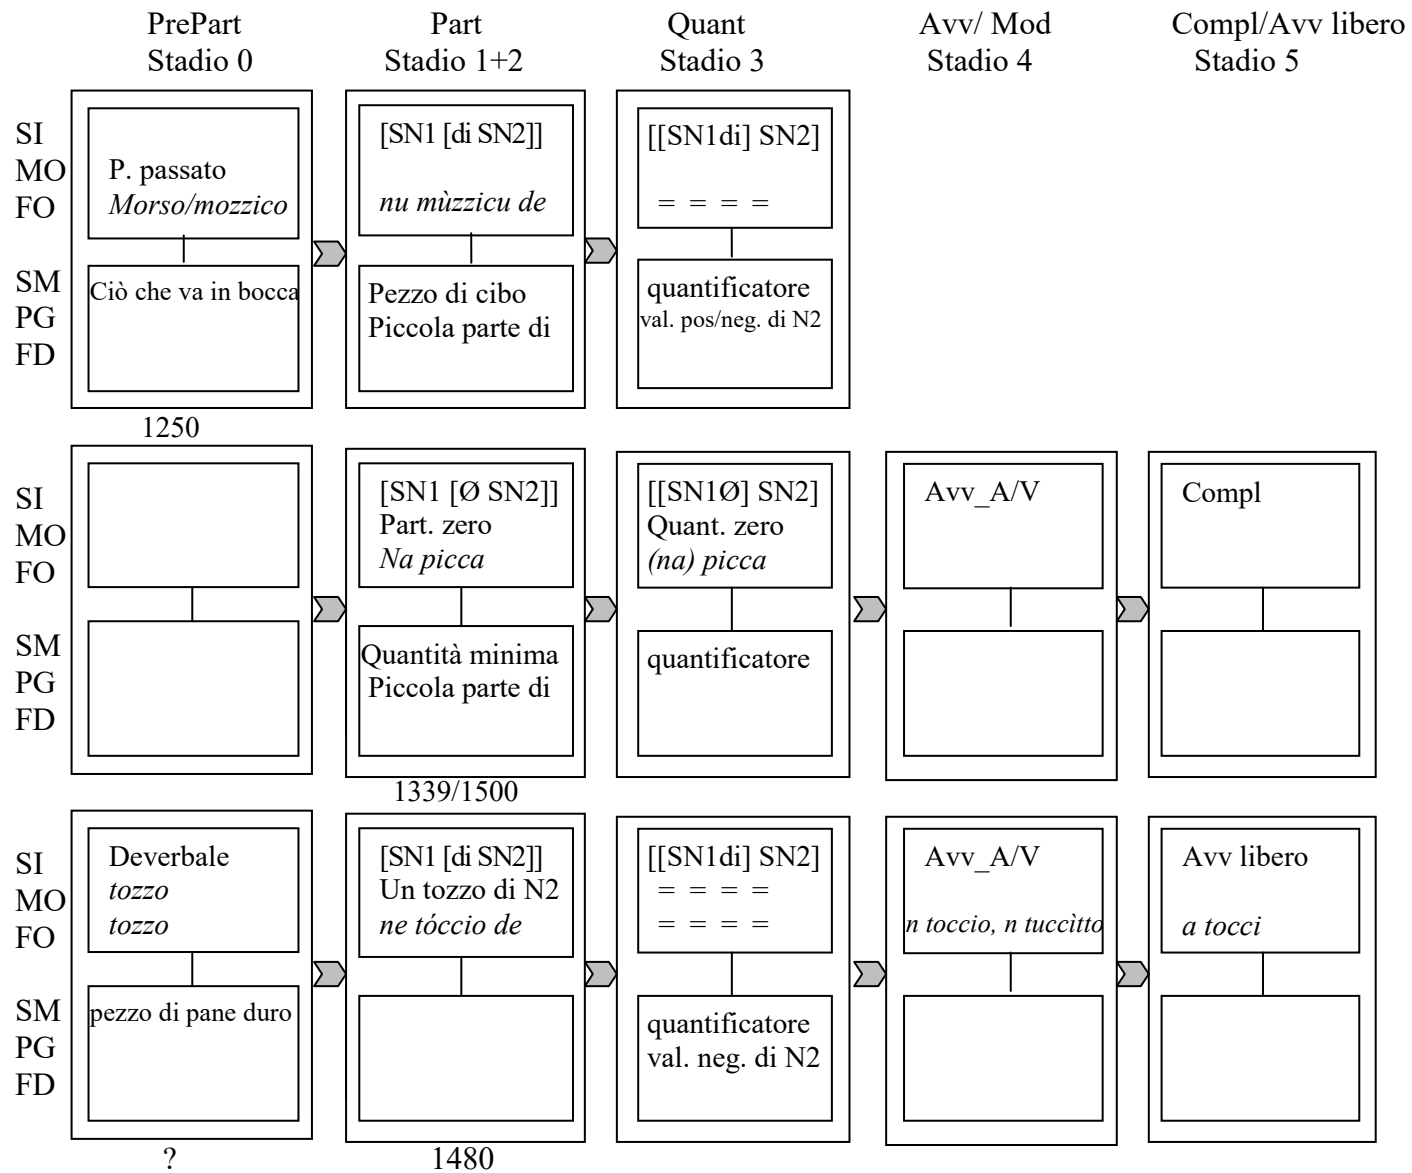 PrePart Part Quant Avv/ Mod Compl/Avv libero
Stadio 0 Stadio 1+2 Stadio 3 Stadio 4 Stadio 5
SI [SN1 [di SN2]] [[SN1di] SN2]
MO P. passato
FO Morso/mozzico nu mùzzicu de = = = =
SM Ciò che va in bocca Pezzo di cibo quantificatore
PG Piccola parte di val. pos/neg. di N2
FD
1250
SI [SN1 [Ø SN2]] [[SN1Ø] SN2] Avv_A/V Compl
MO Part. zero Quant. zero
FO Na picca (na) picca
SM Quantità minima quantificatore
PG Piccola parte di
FD
1339/1500
SI Deverbale [SN1 [di SN2]] [[SN1di] SN2] Avv_A/V Avv libero
MO tozzo Un tozzo di N2 = = = =
FO tozzo ne tóccio de = = = = n toccio, n tuccìtto a tocci
SM pezzo di pane duro quantificatore
PG val. neg. di N2
FD
? 1480